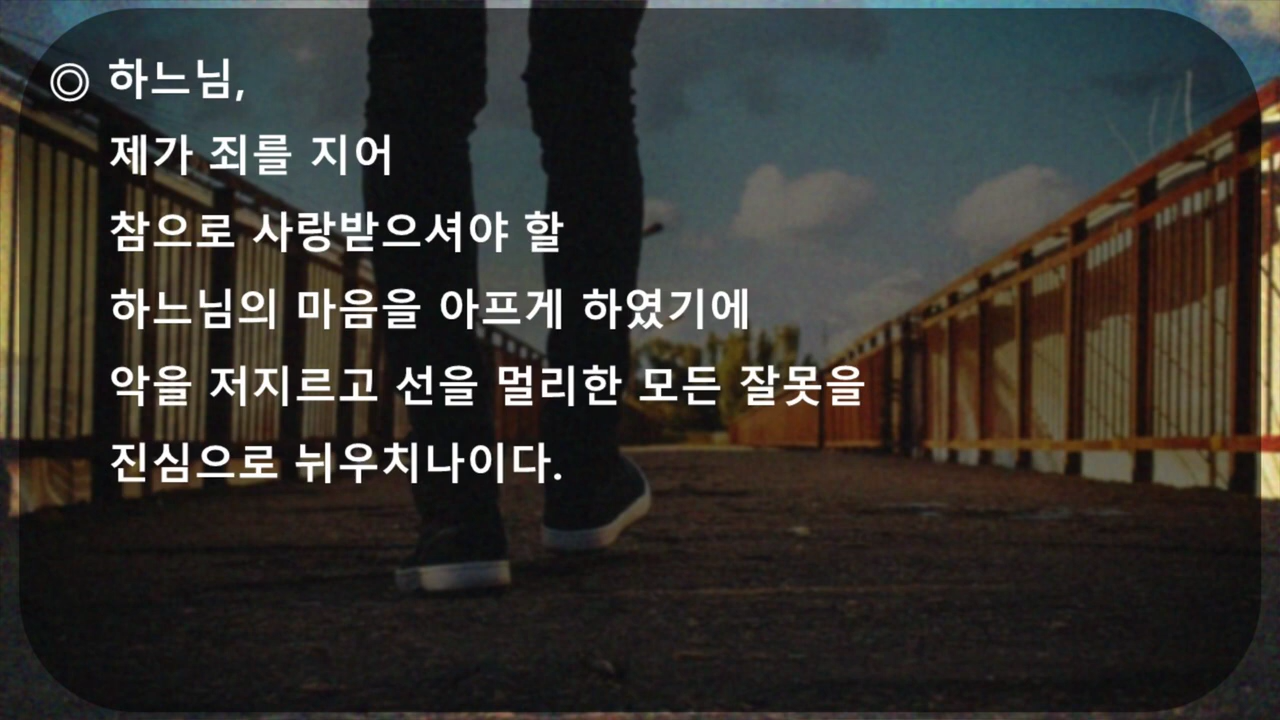 ◎ 하느님,
제가 죄를 지어
참으로 사랑받으셔야 할
하느님의 마음을 아프게 하였기에
악을 저지르고 선을 멀리한 모든 잘못을
진심으로 뉘우치나이다.